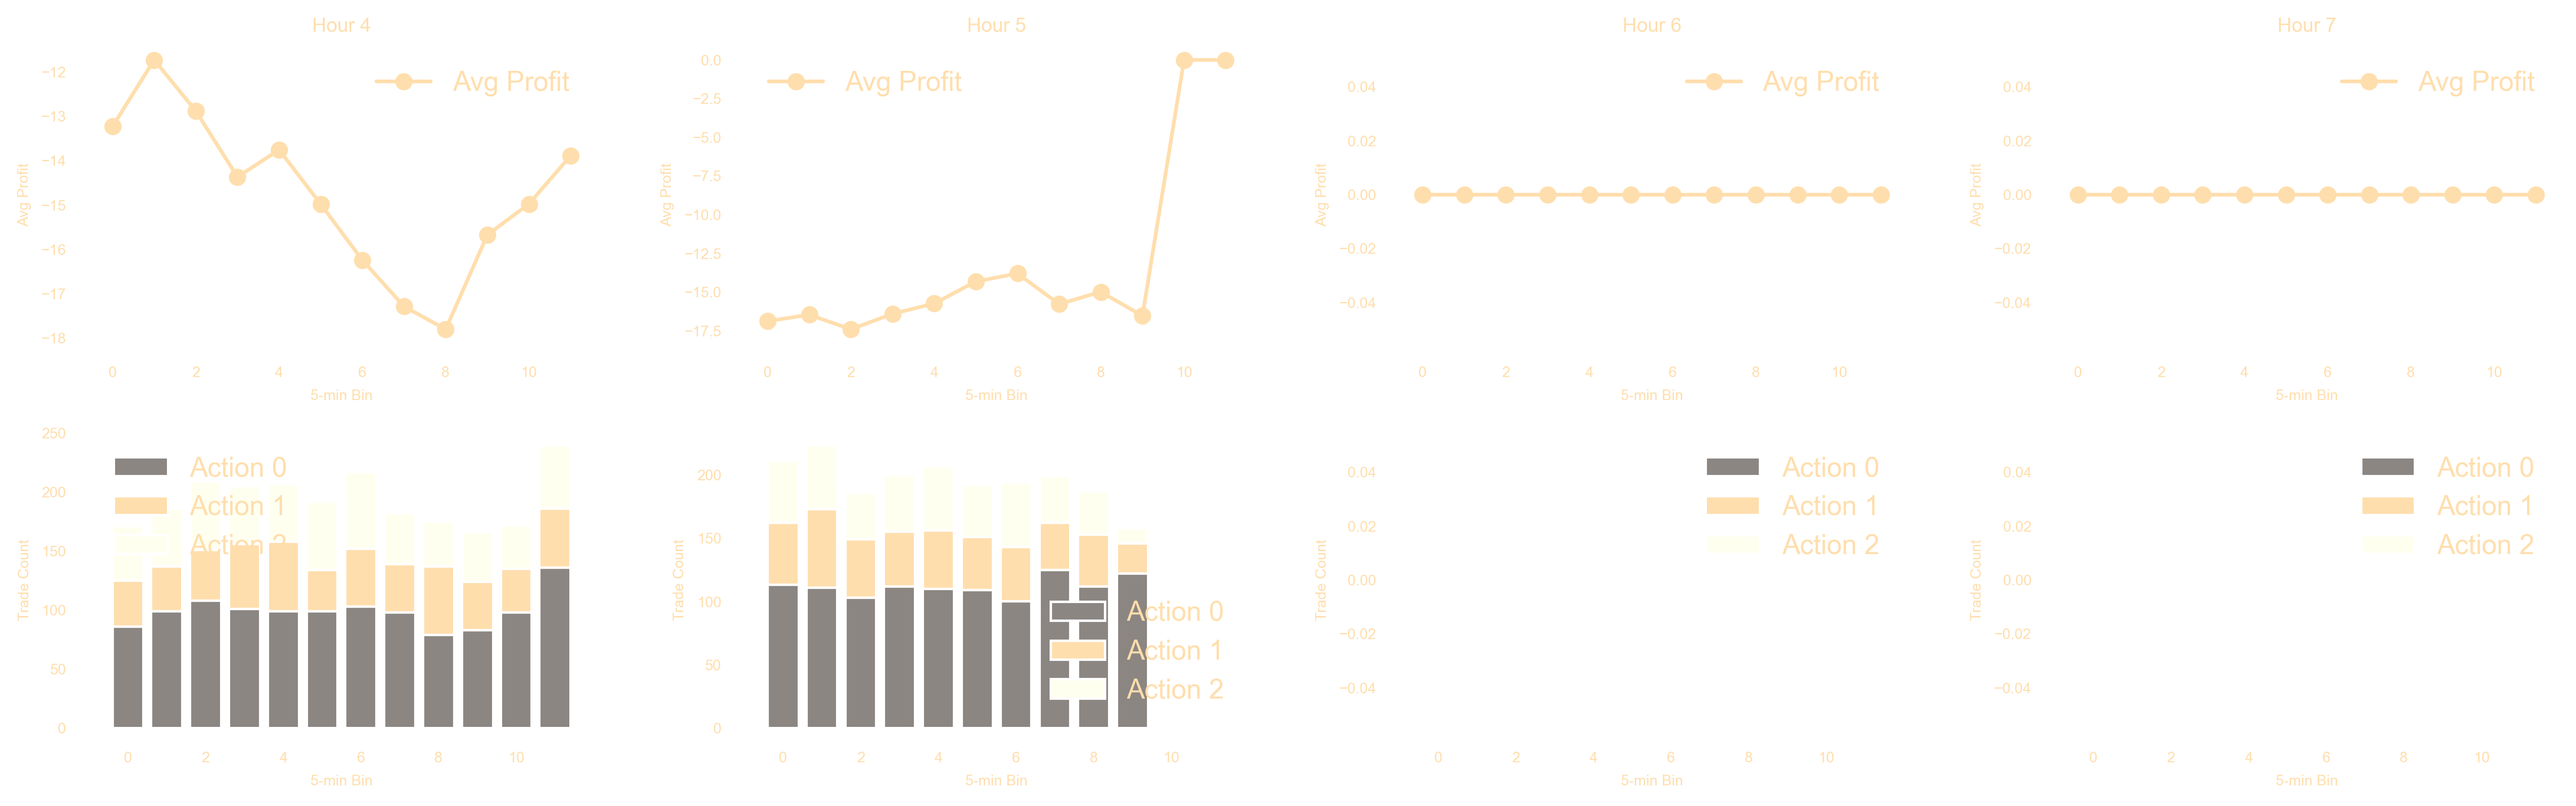 Hour 4
Avg Profit
−12
−13
−14
−15
−16
−17
−18
Avg Profit
0 2 4 6 8 10
5-min Bin
Hour 5
Avg Profit
0.0
−2.5
−5.0
−7.5
−10.0
−12.5
−15.0
−17.5
Avg Profit
0 2 4 6 8 10
5-min Bin
Hour 6
Avg Profit
0.04
0.02
0.00
−0.02
−0.04
Avg Profit
0 2 4 6 8 10
5-min Bin
Hour 7
Avg Profit
0.04
0.02
0.00
−0.02
−0.04
Avg Profit
0 2 4 6 8 10
5-min Bin
250
200
150
100
50
0
Trade Count
Action 0
Action 1
Action 2
0 2 4 6 8 10
5-min Bin
200
150
100
50
0
Trade Count
Action 0
Action 1
Action 2
0 2 4 6 8 10
5-min Bin
0.04
0.02
0.00
−0.02
−0.04
Trade Count
Action 0
Action 1
Action 2
0 2 4 6 8 10
5-min Bin
0.04
0.02
0.00
−0.02
−0.04
Trade Count
Action 0
Action 1
Action 2
0 2 4 6 8 10
5-min Bin